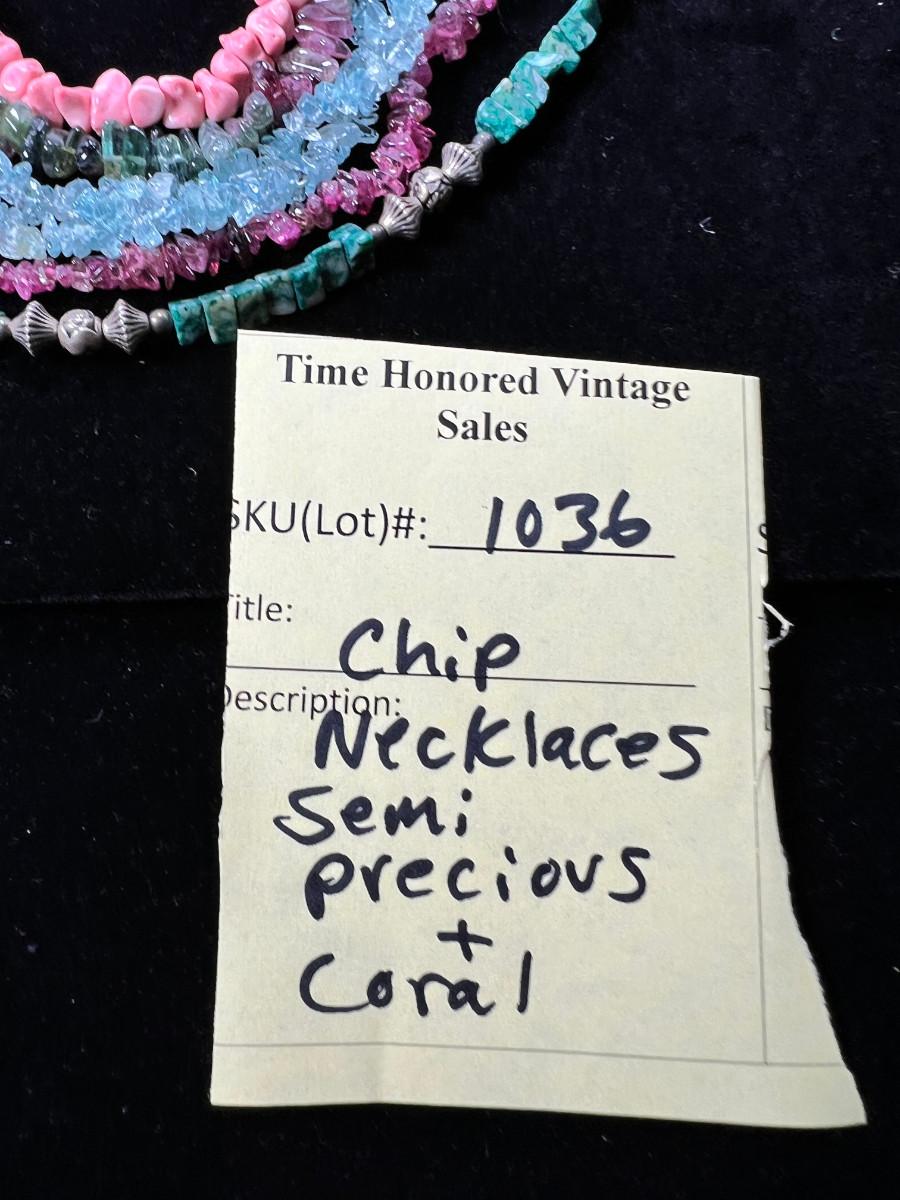 Time Honored Vintage
Sales
SKU(Lot)#: 1036
Title:
Chip
Description:
Necklaces
Semi
precious
+
Coral